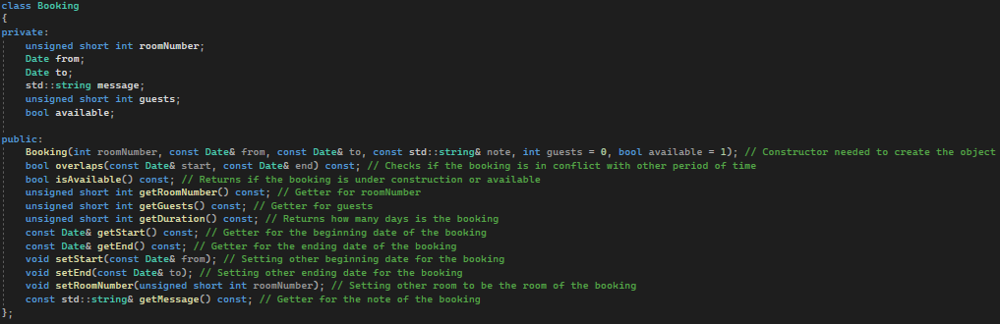 class Booking
{
private:
unsigned short int roomNumber;
Date from;
Date to;
std::string message;
unsigned short int guests;
bool available;
public:
Booking(int roomNumber, const Date& from, const Date& to, const std::string& note, int guests = 0, bool available = 1); // Constructor needed to create the object
bool overlaps(const Date& start, const Date& end) const; // Checks if the booking is in conflict with other period of time
bool isAvailable() const; // Returns if the booking is under construction or available
unsigned short int getRoomNumber() const; // Getter for roomNumber
unsigned short int getGuests() const; // Getter for guests
unsigned short int getDuration() const; // Returns how many days is the booking
const Date& getStart() const; // Getter for the beginning date of the booking
const Date& getEnd() const; // Getter for the ending date of the booking
void setStart(const Date& from); // Setting other beginning date for the booking
void setEnd(const Date& to); // Setting other ending date for the booking
void setRoomNumber(unsigned short int roomNumber); // Setting other room to be the room of the booking
const std::string& getMessage() const; // Getter for the note of the booking
};